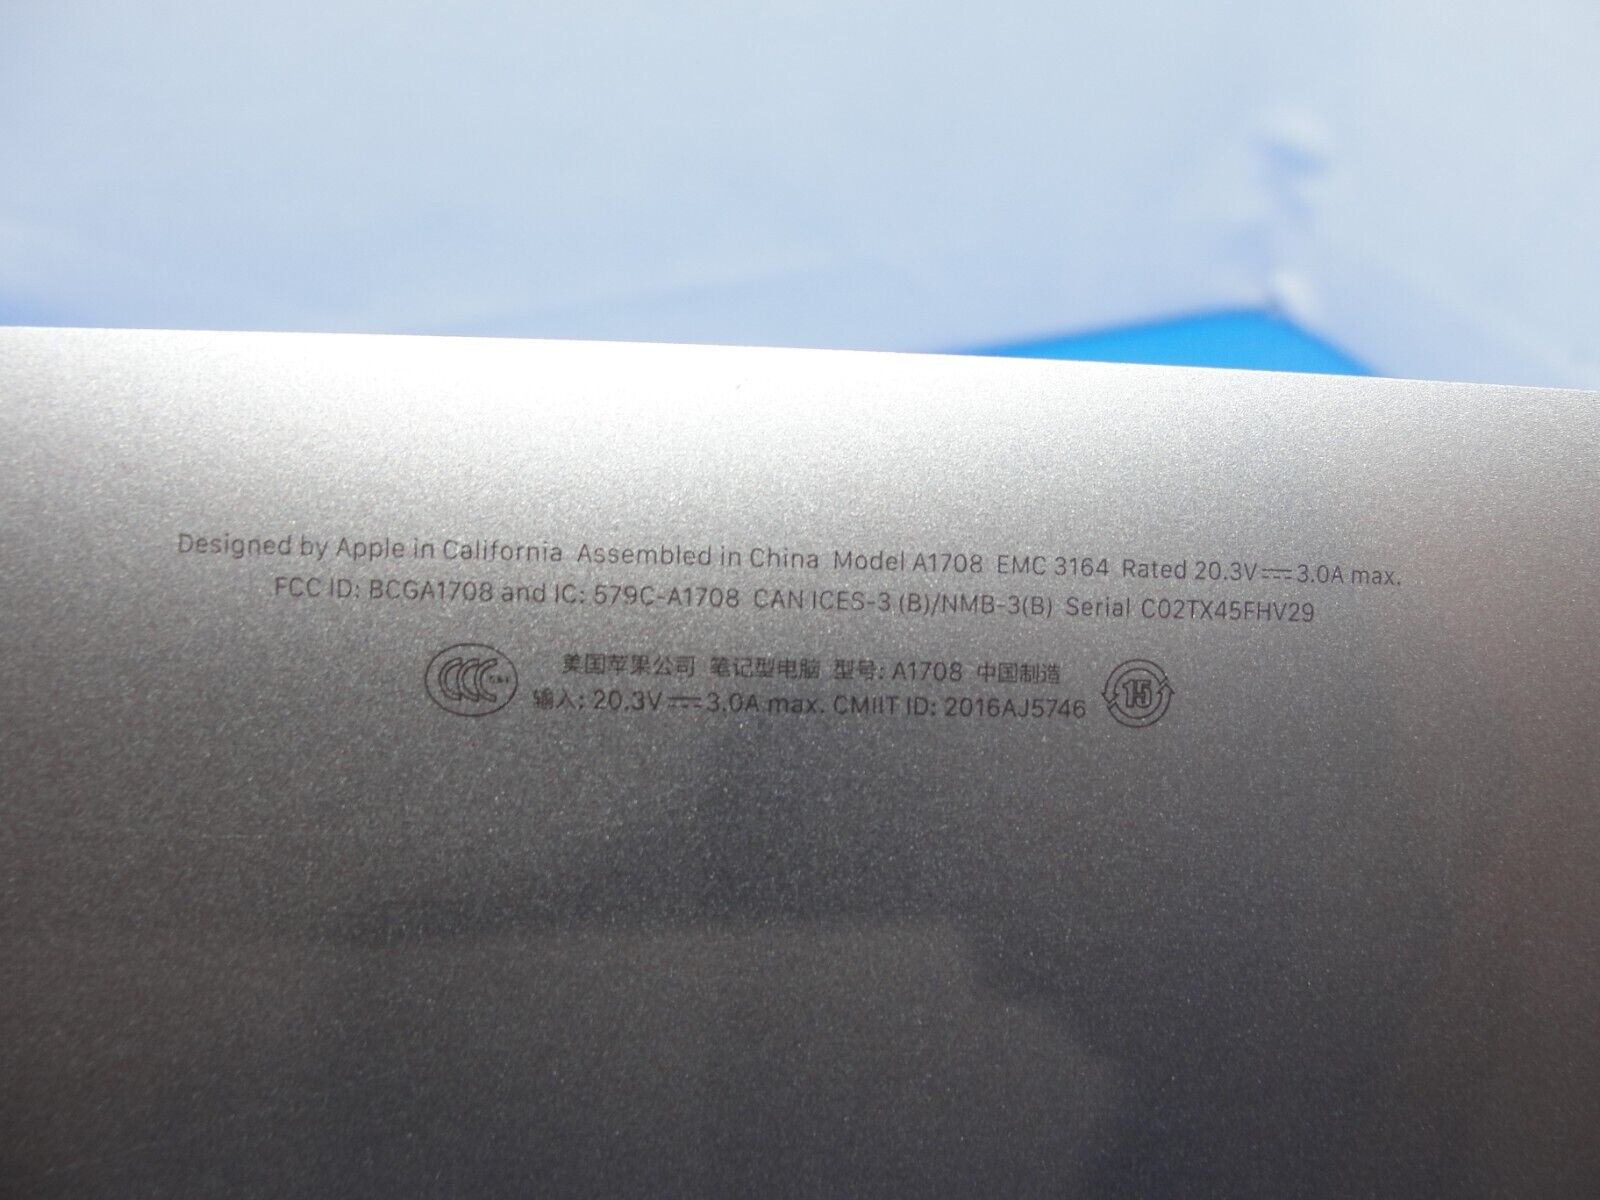 Designed by Apple in California Assembled in China Model A1708 EMC 3164 Rated 20.3V⎓3.0A max.
FCC ID: BCGA1708 and IC: 579C-A1708 CAN ICES-3 (B)/NMB-3(B) Serial C02TX45FHV29
美国苹果公司 笔记型电脑 型号: A1708 中国制造
输入: 20.3V⎓3.0A max. CMIIT ID: 2016AJ5746
15